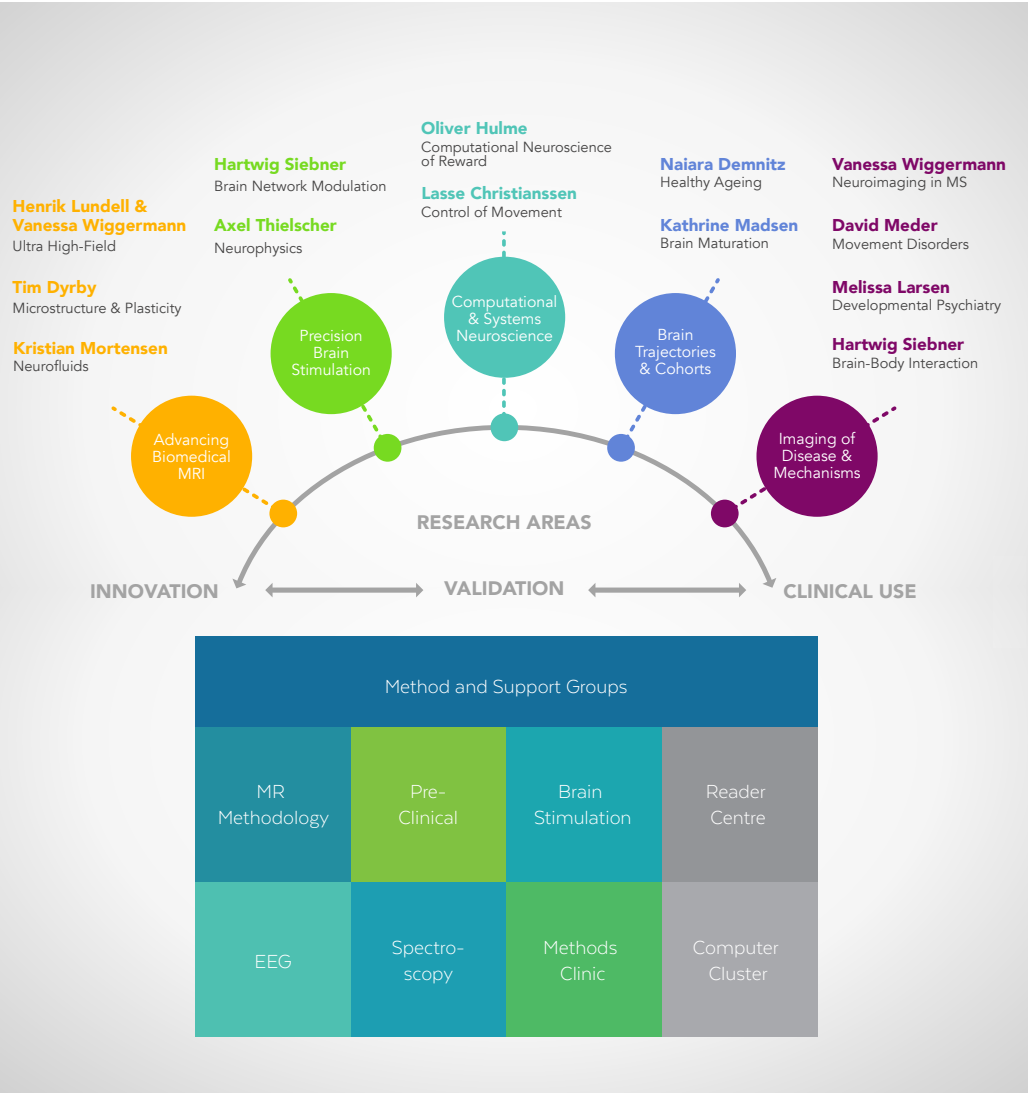 Henrik Lundell &
Vanessa Wiggermann
Ultra High-Field
Tim Dyrby
Microstructure & Plasticity
Kristian Mortensen
Neurofluids
Advancing
Biomedical
MRI
Hartwig Siebner
Brain Network Modulation
Axel Thielscher
Neurophysics
Precision
Brain
Stimulation
Oliver Hulme
Computational Neuroscience
of Reward
Lasse Christianssen
Control of Movement
Computational
& Systems
Neuroscience
Naiara Demnitz
Healthy Ageing
Kathrine Madsen
Brain Maturation
Brain
Trajectories
& Cohorts
Vanessa Wiggermann
Neuroimaging in MS
David Meder
Movement Disorders
Melissa Larsen
Developmental Psychiatry
Hartwig Siebner
Brain-Body Interaction
Imaging of
Disease &
Mechanisms
RESEARCH AREAS
INNOVATION
VALIDATION
CLINICAL USE
Method and Support Groups
MR
Methodology
Pre-
Clinical
Brain
Stimulation
Reader
Centre
EEG
Spectro-
scopy
Methods
Clinic
Computer
Cluster